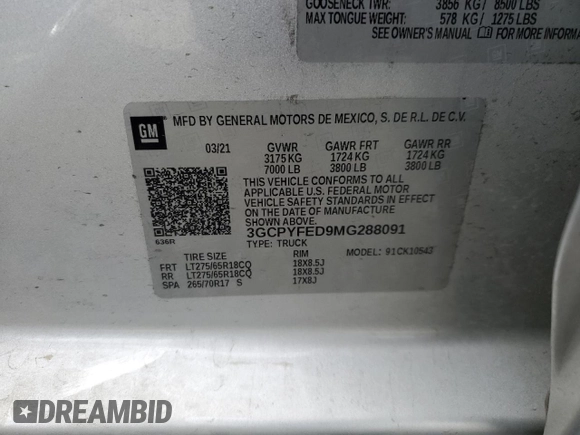 GOOSENECK TWR: 3856 KG / 8500 LBS
MAX TONGUE WEIGHT: 578 KG / 1275 LBS
SEE OWNER'S MANUAL FOR MORE INFORMATION
GM MFD BY GENERAL MOTORS DE MEXICO, S. DE R.L. DE C.V.
03/21 GVWR GAWR FRT GAWR RR
3175 KG 1724 KG 1724 KG
7000 LB 3800 LB 3800 LB
THIS VEHICLE CONFORMS TO ALL
APPLICABLE U.S. FEDERAL MOTOR
VEHICLE SAFETY STANDARDS IN EFFECT
ON THE DATE OF MANUFACTURE
SHOWN ABOVE.
3GCPYFED9MG288091
636R TYPE: TRUCK MODEL: 91CK10543
TIRE SIZE RIM
FRT LT275/65R18CQ 18X8.5J
RR LT275/65R18CQ 18X8.5J
SPA 265/70R17 S 17X8J
DREAMBID